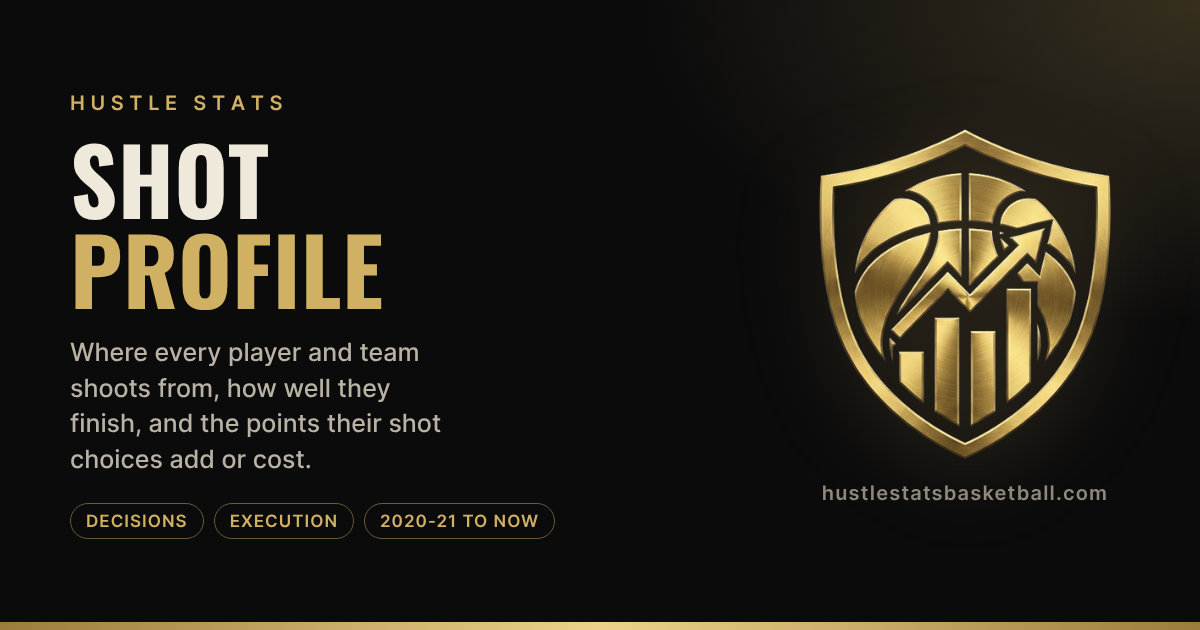 HUSTLE STATS
SHOT
PROFILE
Where every player and team
shoots from, how well they
finish, and the points their shot
choices add or cost.
DECISIONS
EXECUTION
2020-21 TO NOW
hustlestatsbasketball.com